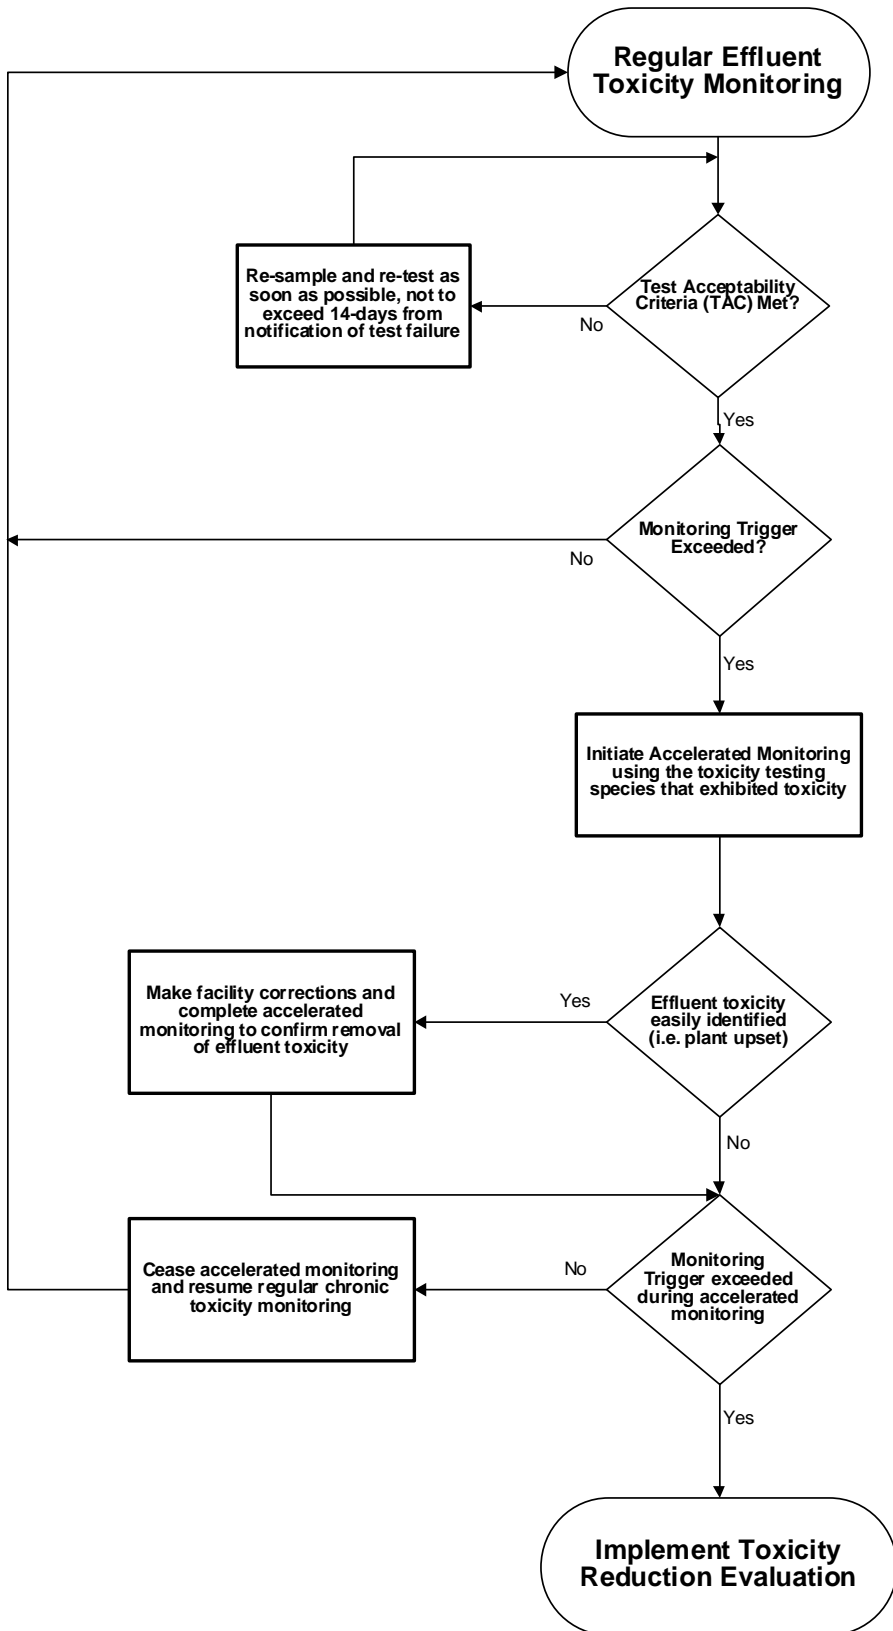 Regular Effluent
Toxicity Monitoring
Test Acceptability
Criteria (TAC) Met?
No
Re-sample and re-test as
soon as possible, not to
exceed 14-days from
notification of test failure
Yes
Monitoring Trigger
Exceeded?
No
Yes
Initiate Accelerated Monitoring
using the toxicity testing
species that exhibited toxicity
Effluent toxicity
easily identified
(i.e. plant upset)
Yes
Make facility corrections and
complete accelerated
monitoring to confirm removal
of effluent toxicity
No
Monitoring
Trigger exceeded
during accelerated
monitoring
No
Cease accelerated monitoring
and resume regular chronic
toxicity monitoring
Yes
Implement Toxicity
Reduction Evaluation